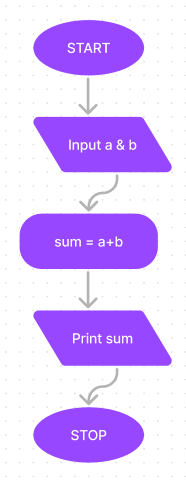 START
Input a & b
sum = a+b
Print sum
STOP